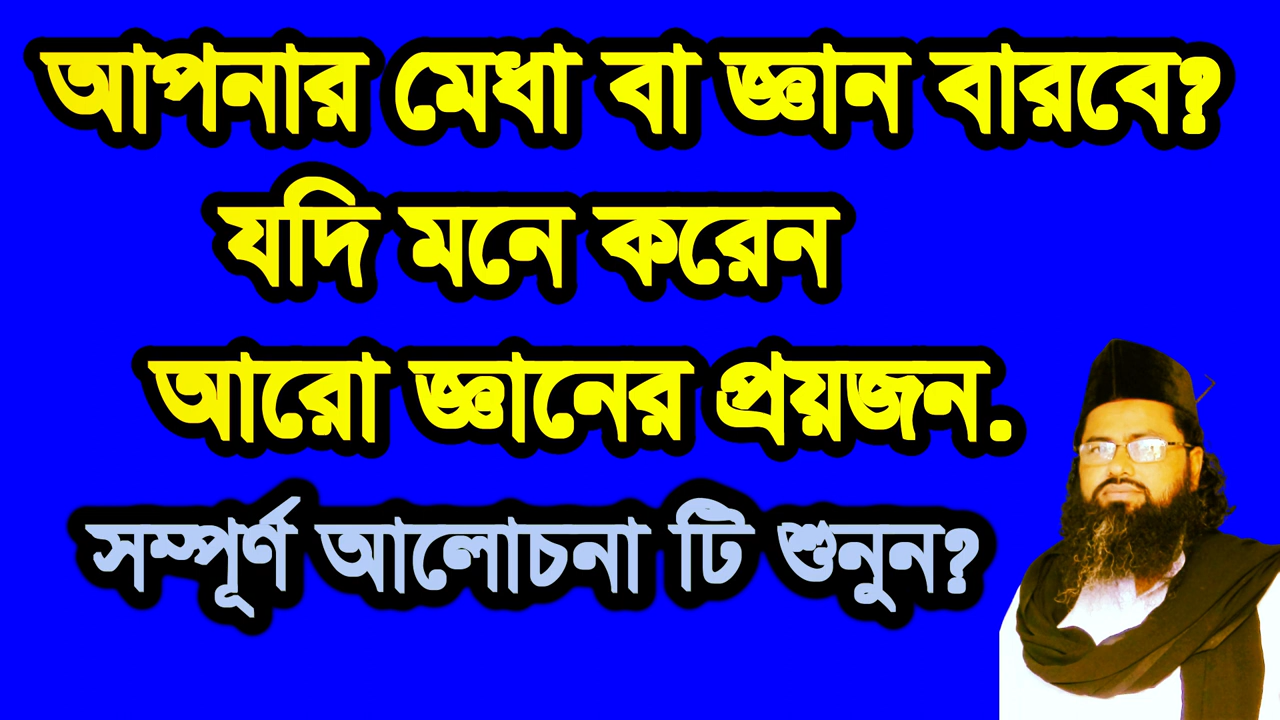 আপনার মেধা বা জ্ঞান বারবে?
যদি মনে করেন
আরো জ্ঞানের প্রয়জন.
সম্পূর্ণ আলোচনা টি শুনুন?